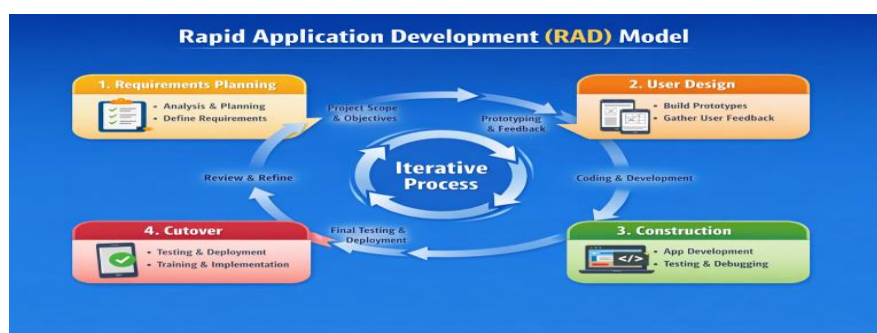 Rapid Application Development (RAD) Model
1. Requirements Planning
• Analysis & Planning
• Define Requirements
Project Scope
& Objectives
Prototyping
& Feedback
2. User Design
• Build Prototypes
• Gather User Feedback
Iterative
Process
Review & Refine
Coding & Development
4. Cutover
• Testing & Deployment
• Training & Implementation
Final Testing &
Deployment
3. Construction
</>
• App Development
• Testing & Debugging